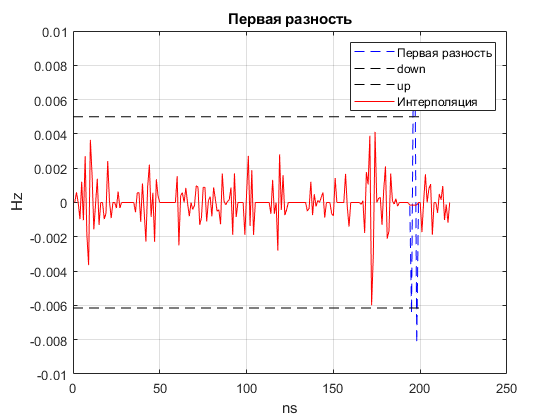 Первая разность
0.01
0.008
0.006
0.004
0.002
0
-0.002
-0.004
-0.006
-0.008
-0.01
Hz
Первая разность
down
up
Интерполяция
0 50 100 150 200 250
ns